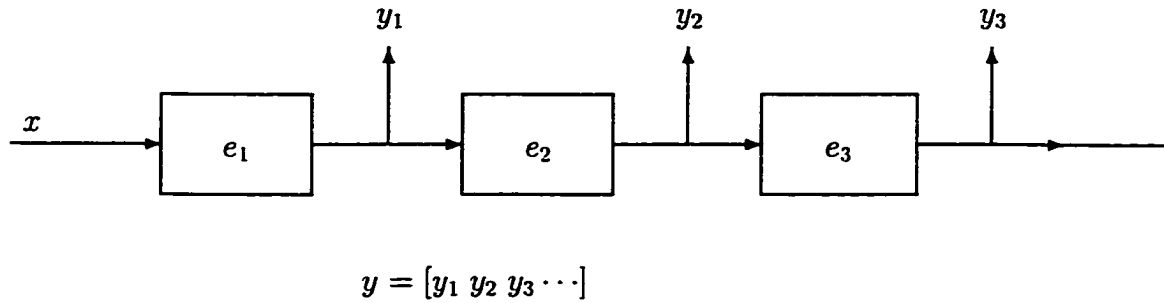 y₁ y₂ y₃
x e₁ e₂ e₃
y = [y₁ y₂ y₃ ⋯]